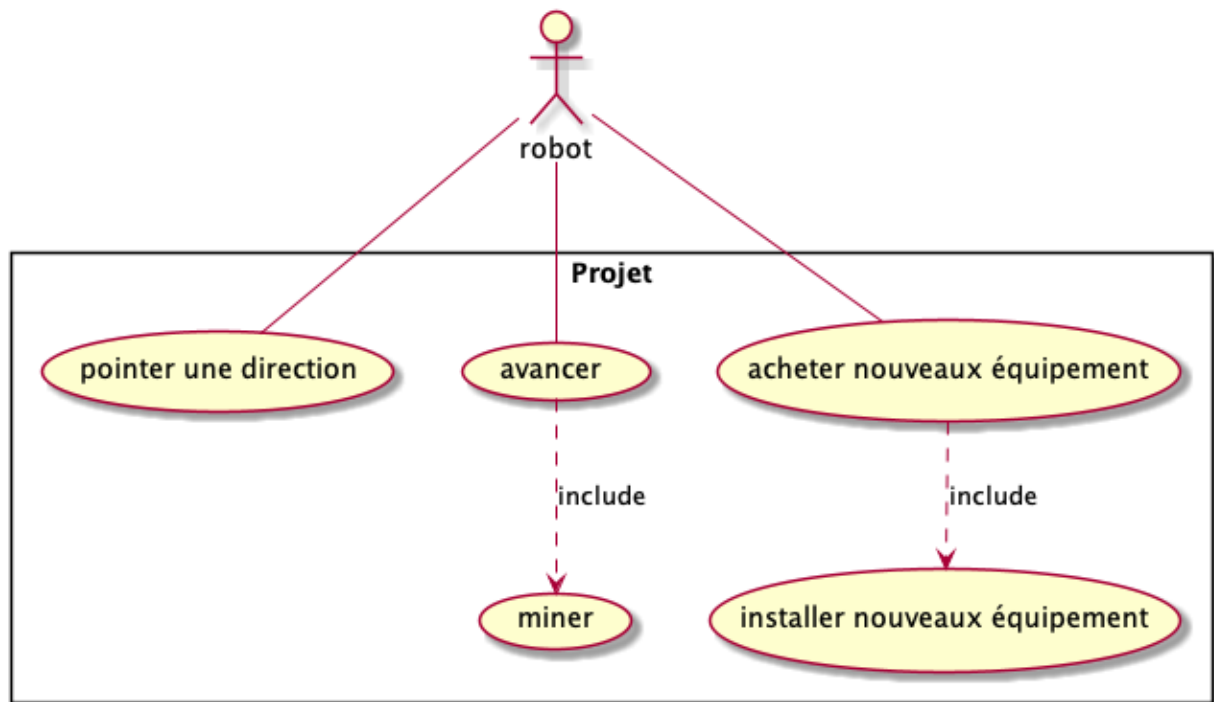 robot
Projet
pointer une direction
avancer
acheter nouveaux équipement
include
include
miner
installer nouveaux équipement